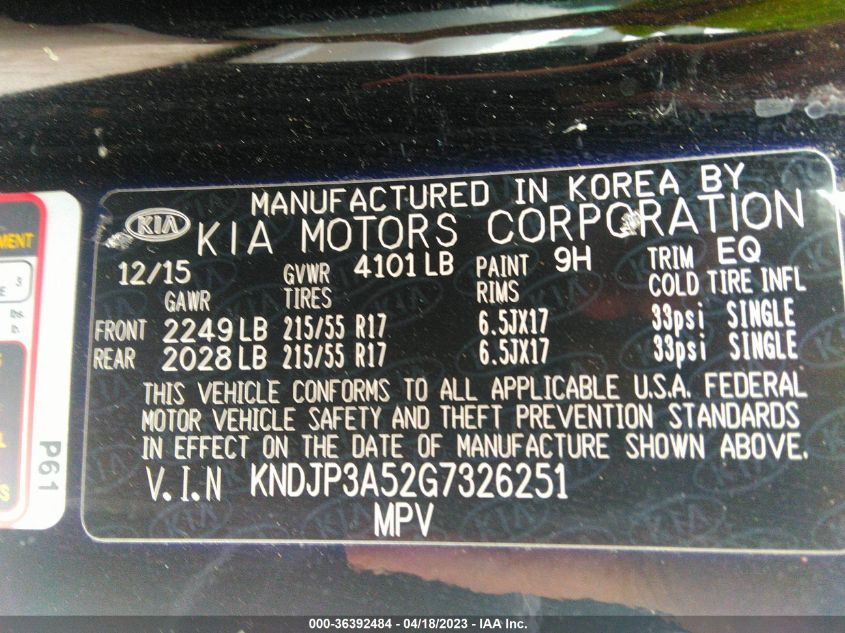 MANUFACTURED IN KOREA BY
KIA KIA MOTORS CORPORATION
12/15 GVWR 4101 LB PAINT 9H TRIM EQ
GAWR TIRES RIMS COLD TIRE INFL
FRONT 2249 LB 215/55 R17 6.5JX17 33psi SINGLE
REAR 2028 LB 215/55 R17 6.5JX17 33psi SINGLE
THIS VEHICLE CONFORMS TO ALL APPLICABLE U.S.A. FEDERAL
MOTOR VEHICLE SAFETY AND THEFT PREVENTION STANDARDS
IN EFFECT ON THE DATE OF MANUFACTURE SHOWN ABOVE.
V.I.N KNDJP3A52G7326251
MPV
P61
000-36392484 - 04/18/2023 - IAA Inc.